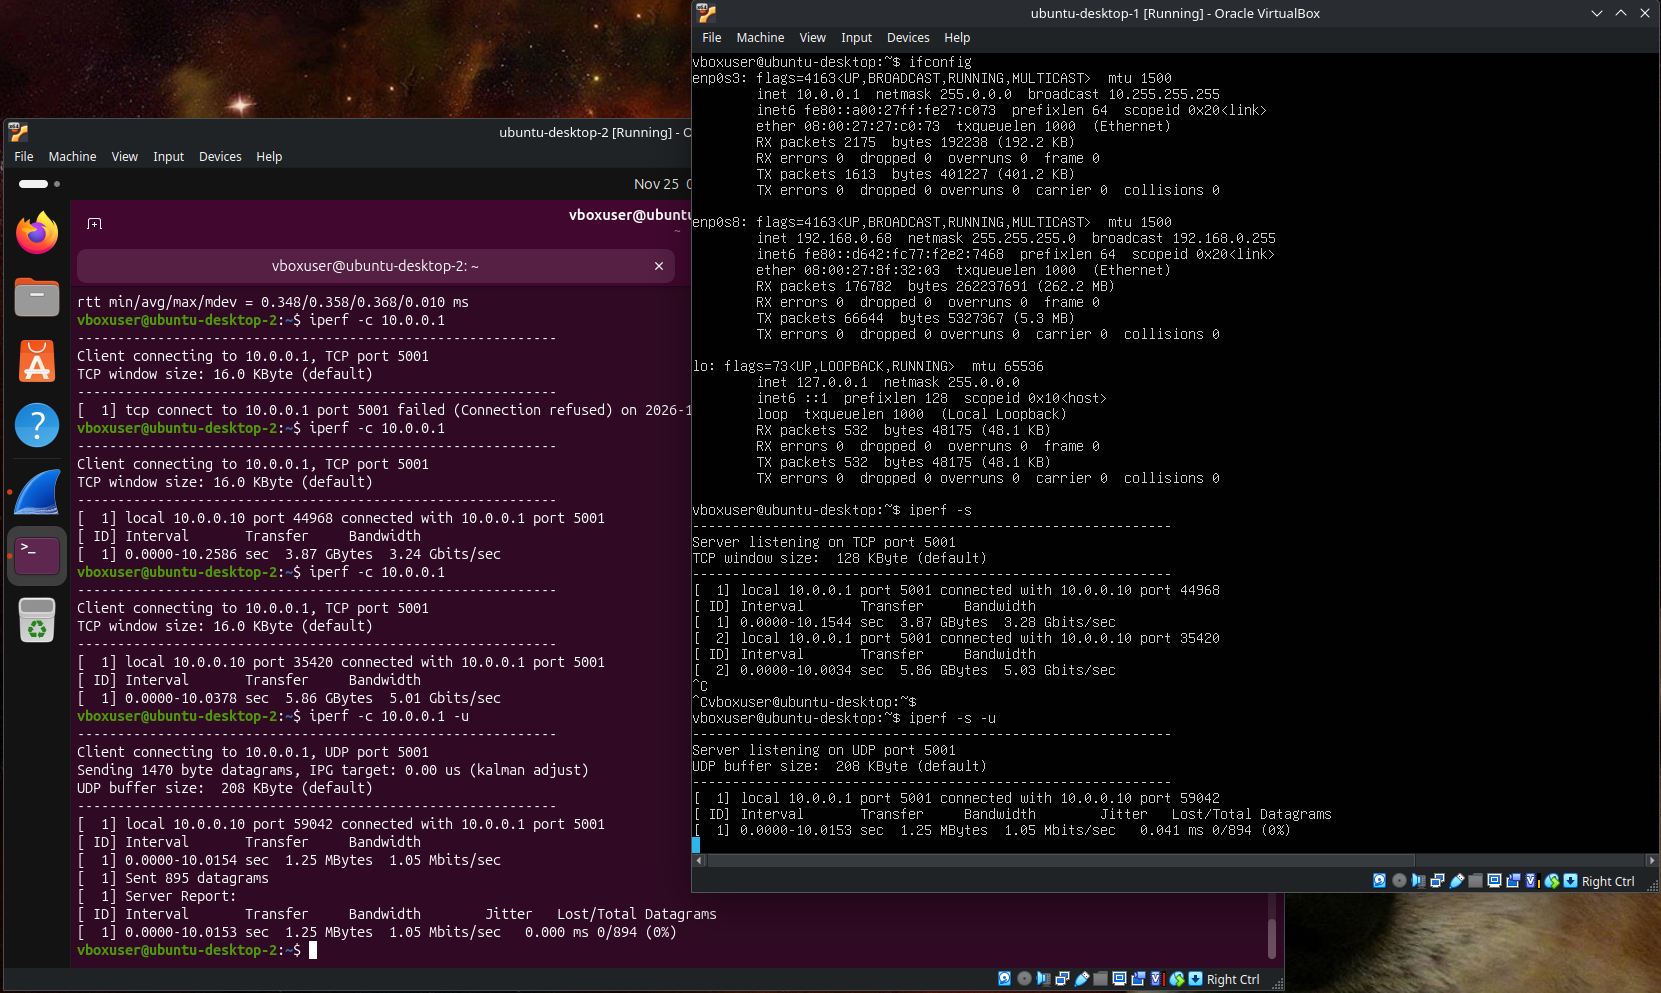 ubuntu-desktop-1 [Running] - Oracle VirtualBox
File Machine View Input Devices Help
vboxuser@ubuntu-desktop:~$ ifconfig
enp0s3: flags=4163<UP,BROADCAST,RUNNING,MULTICAST>  mtu 1500
        inet 10.0.0.1  netmask 255.0.0.0  broadcast 10.255.255.255
        inet6 fe80::a00:27ff:fe27:c073  prefixlen 64  scopeid 0x20<link>
        ether 08:00:27:27:c0:73  txqueuelen 1000  (Ethernet)
        RX packets 2175  bytes 192238 (192.2 KB)
        RX errors 0  dropped 0  overruns 0  frame 0
        TX packets 1613  bytes 401227 (401.2 KB)
        TX errors 0  dropped 0 overruns 0  carrier 0  collisions 0
enp0s8: flags=4163<UP,BROADCAST,RUNNING,MULTICAST>  mtu 1500
        inet 192.168.0.68  netmask 255.255.255.0  broadcast 192.168.0.255
        inet6 fe80::d642:fc77:f2e2:7468  prefixlen 64  scopeid 0x20<link>
        ether 08:00:27:8f:32:03  txqueuelen 1000  (Ethernet)
        RX packets 176782  bytes 262237691 (262.2 MB)
        RX errors 0  dropped 0  overruns 0  frame 0
        TX packets 66644  bytes 5327367 (5.3 MB)
        TX errors 0  dropped 0 overruns 0  carrier 0  collisions 0
lo: flags=73<UP,LOOPBACK,RUNNING>  mtu 65536
        inet 127.0.0.1  netmask 255.0.0.0
        inet6 ::1  prefixlen 128  scopeid 0x10<host>
        loop  txqueuelen 1000  (Local Loopback)
        RX packets 532  bytes 48175 (48.1 KB)
        RX errors 0  dropped 0  overruns 0  frame 0
        TX packets 532  bytes 48175 (48.1 KB)
        TX errors 0  dropped 0 overruns 0  carrier 0  collisions 0
vboxuser@ubuntu-desktop:~$ iperf -s
------------------------------------------------------------
Server listening on TCP port 5001
TCP window size:  128 KByte (default)
------------------------------------------------------------
[  1] local 10.0.0.1 port 5001 connected with 10.0.0.10 port 44968
[ ID] Interval       Transfer     Bandwidth
[  1] 0.0000-10.1544 sec  3.87 GBytes  3.28 Gbits/sec
[  2] local 10.0.0.1 port 5001 connected with 10.0.0.10 port 35420
[ ID] Interval       Transfer     Bandwidth
[  2] 0.0000-10.0034 sec  5.86 GBytes  5.03 Gbits/sec
^C
^Cvboxuser@ubuntu-desktop:~$
vboxuser@ubuntu-desktop:~$ iperf -s -u
------------------------------------------------------------
Server listening on UDP port 5001
UDP buffer size:  208 KByte (default)
------------------------------------------------------------
[  1] local 10.0.0.1 port 5001 connected with 10.0.0.10 port 59042
[ ID] Interval       Transfer     Bandwidth        Jitter   Lost/Total Datagrams
[  1] 0.0000-10.0153 sec  1.25 MBytes  1.05 Mbits/sec   0.041 ms 0/894 (0%)
Right Ctrl
ubuntu-desktop-2 [Running] - O
File Machine View Input Devices Help
Nov 25
vboxuser@ubuntu
~
vboxuser@ubuntu-desktop-2: ~
rtt min/avg/max/mdev = 0.348/0.358/0.368/0.010 ms
vboxuser@ubuntu-desktop-2:~$ iperf -c 10.0.0.1
------------------------------------------------------------
Client connecting to 10.0.0.1, TCP port 5001
TCP window size: 16.0 KByte (default)
------------------------------------------------------------
[  1] tcp connect to 10.0.0.1 port 5001 failed (Connection refused) on 2026-1
vboxuser@ubuntu-desktop-2:~$ iperf -c 10.0.0.1
------------------------------------------------------------
Client connecting to 10.0.0.1, TCP port 5001
TCP window size: 16.0 KByte (default)
------------------------------------------------------------
[  1] local 10.0.0.10 port 44968 connected with 10.0.0.1 port 5001
[ ID] Interval       Transfer     Bandwidth
[  1] 0.0000-10.2586 sec  3.87 GBytes  3.24 Gbits/sec
vboxuser@ubuntu-desktop-2:~$ iperf -c 10.0.0.1
------------------------------------------------------------
Client connecting to 10.0.0.1, TCP port 5001
TCP window size: 16.0 KByte (default)
------------------------------------------------------------
[  1] local 10.0.0.10 port 35420 connected with 10.0.0.1 port 5001
[ ID] Interval       Transfer     Bandwidth
[  1] 0.0000-10.0378 sec  5.86 GBytes  5.01 Gbits/sec
vboxuser@ubuntu-desktop-2:~$ iperf -c 10.0.0.1 -u
------------------------------------------------------------
Client connecting to 10.0.0.1, UDP port 5001
Sending 1470 byte datagrams, IPG target: 0.00 us (kalman adjust)
UDP buffer size:  208 KByte (default)
------------------------------------------------------------
[  1] local 10.0.0.10 port 59042 connected with 10.0.0.1 port 5001
[ ID] Interval       Transfer     Bandwidth
[  1] 0.0000-10.0154 sec  1.25 MBytes  1.05 Mbits/sec
[  1] Sent 895 datagrams
[  1] Server Report:
[ ID] Interval       Transfer     Bandwidth        Jitter   Lost/Total Datagrams
[  1] 0.0000-10.0153 sec  1.25 MBytes  1.05 Mbits/sec   0.000 ms 0/894 (0%)
vboxuser@ubuntu-desktop-2:~$
Right Ctrl